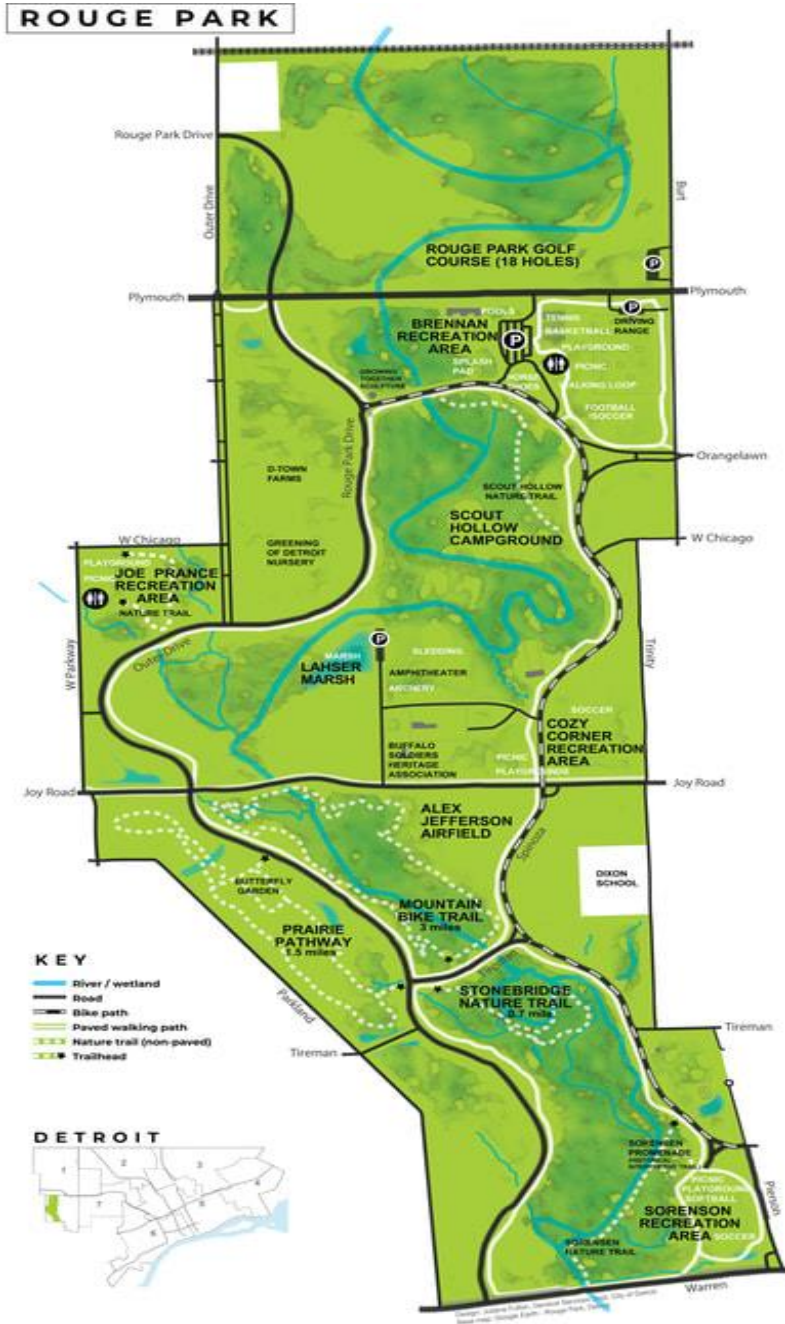 ROUGE PARK
Rouge Park Drive
Outer Drive
Burt
ROUGE PARK GOLF
COURSE (18 HOLES)
P
Plymouth
Plymouth
POOLS
BRENNAN
RECREATION
AREA
P
SPLASH
PAD
HORSE
SHOES
TENNIS
BASKETBALL
P
DRIVING
RANGE
PLAYGROUND
PICNIC
WALKING LOOP
FOOTBALL
/SOCCER
GROWING
TOGETHER
SCULPTURE
Rouge Park Drive
Orangelawn
D-TOWN
FARMS
SCOUT HOLLOW
NATURE TRAIL
SCOUT
HOLLOW
CAMPGROUND
GREENING
OF DETROIT
NURSERY
W Chicago
W Chicago
PLAYGROUND
PICNIC
JOE PRANCE
RECREATION
AREA
NATURE TRAIL
W Parkway
Outer Drive
P
MARSH
LAHSER
MARSH
SLEDDING
AMPHITHEATER
ARCHERY
Trinity
SOCCER
COZY
CORNER
RECREATION
AREA
BUFFALO
SOLDIERS
HERITAGE
ASSOCIATION
PICNIC
PLAYGROUNDS
Joy Road
Joy Road
ALEX
JEFFERSON
AIRFIELD
Spinoza
DIXON
SCHOOL
BUTTERFLY
GARDEN
MOUNTAIN
BIKE TRAIL
3 miles
PRAIRIE
PATHWAY
1.5 miles
Parkland
STONEBRIDGE
NATURE TRAIL
0.7 mile
Tireman
Tireman
KEY
River / wetland
Road
Bike path
Paved walking path
Nature trail (non-paved)
Trailhead
DETROIT
1
2
3
4
7
6
SORENSEN
PROMENADE
PICNIC
PLAYGROUND
SOFTBALL
Pierson
SORENSON
RECREATION
AREA
SOCCER
SORENSEN
NATURE TRAIL
Warren